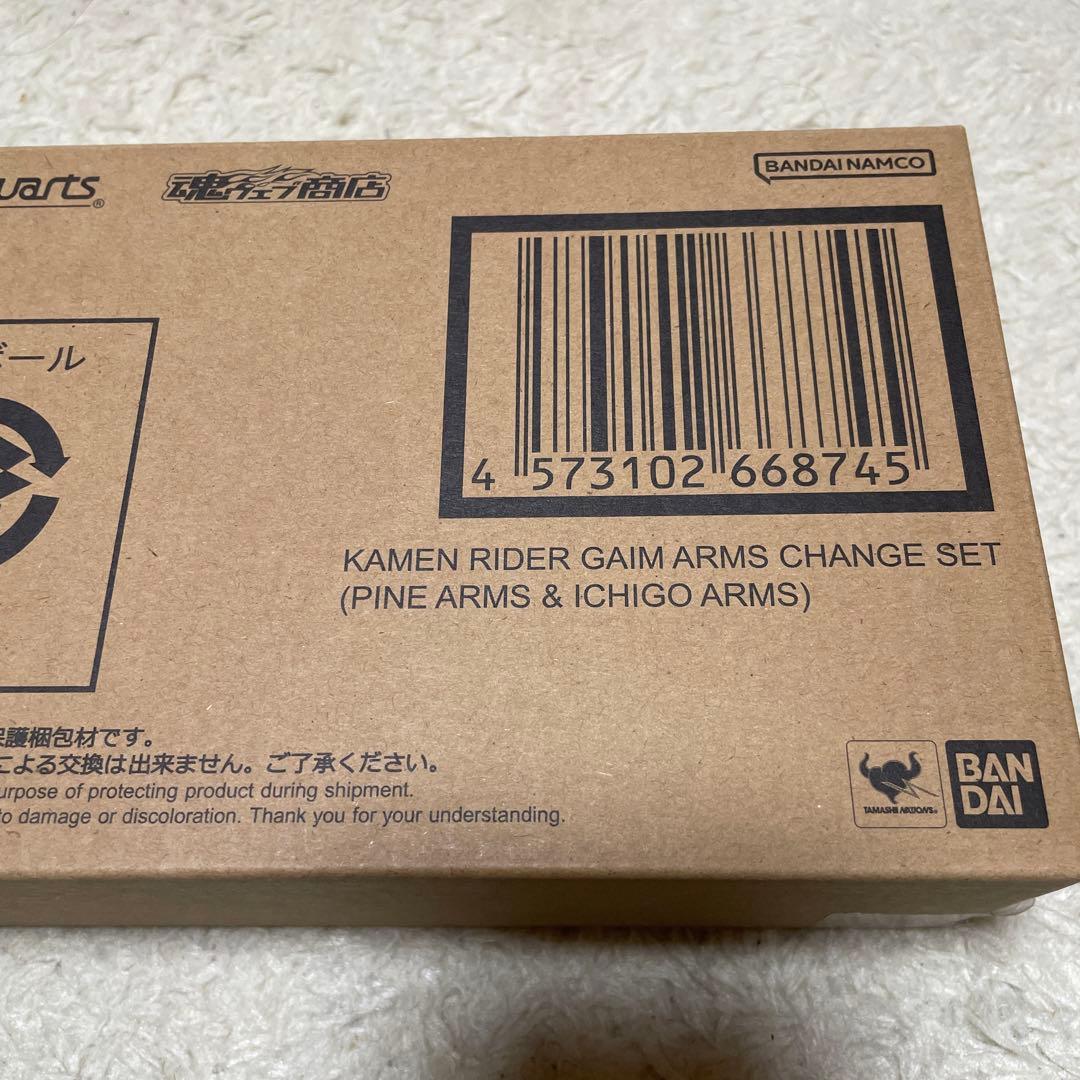 uarts®
魂ウェブ商店
BANDAI NAMCO
ボール
4 573102 668745
KAMEN RIDER GAIM ARMS CHANGE SET
(PINE ARMS & ICHIGO ARMS)
保護梱包材です。
による交換は出来ません。ご了承ください。
urpose of protecting product during shipment.
to damage or discoloration. Thank you for your understanding.
TAMASHII NATIONS®
BAN
DAI